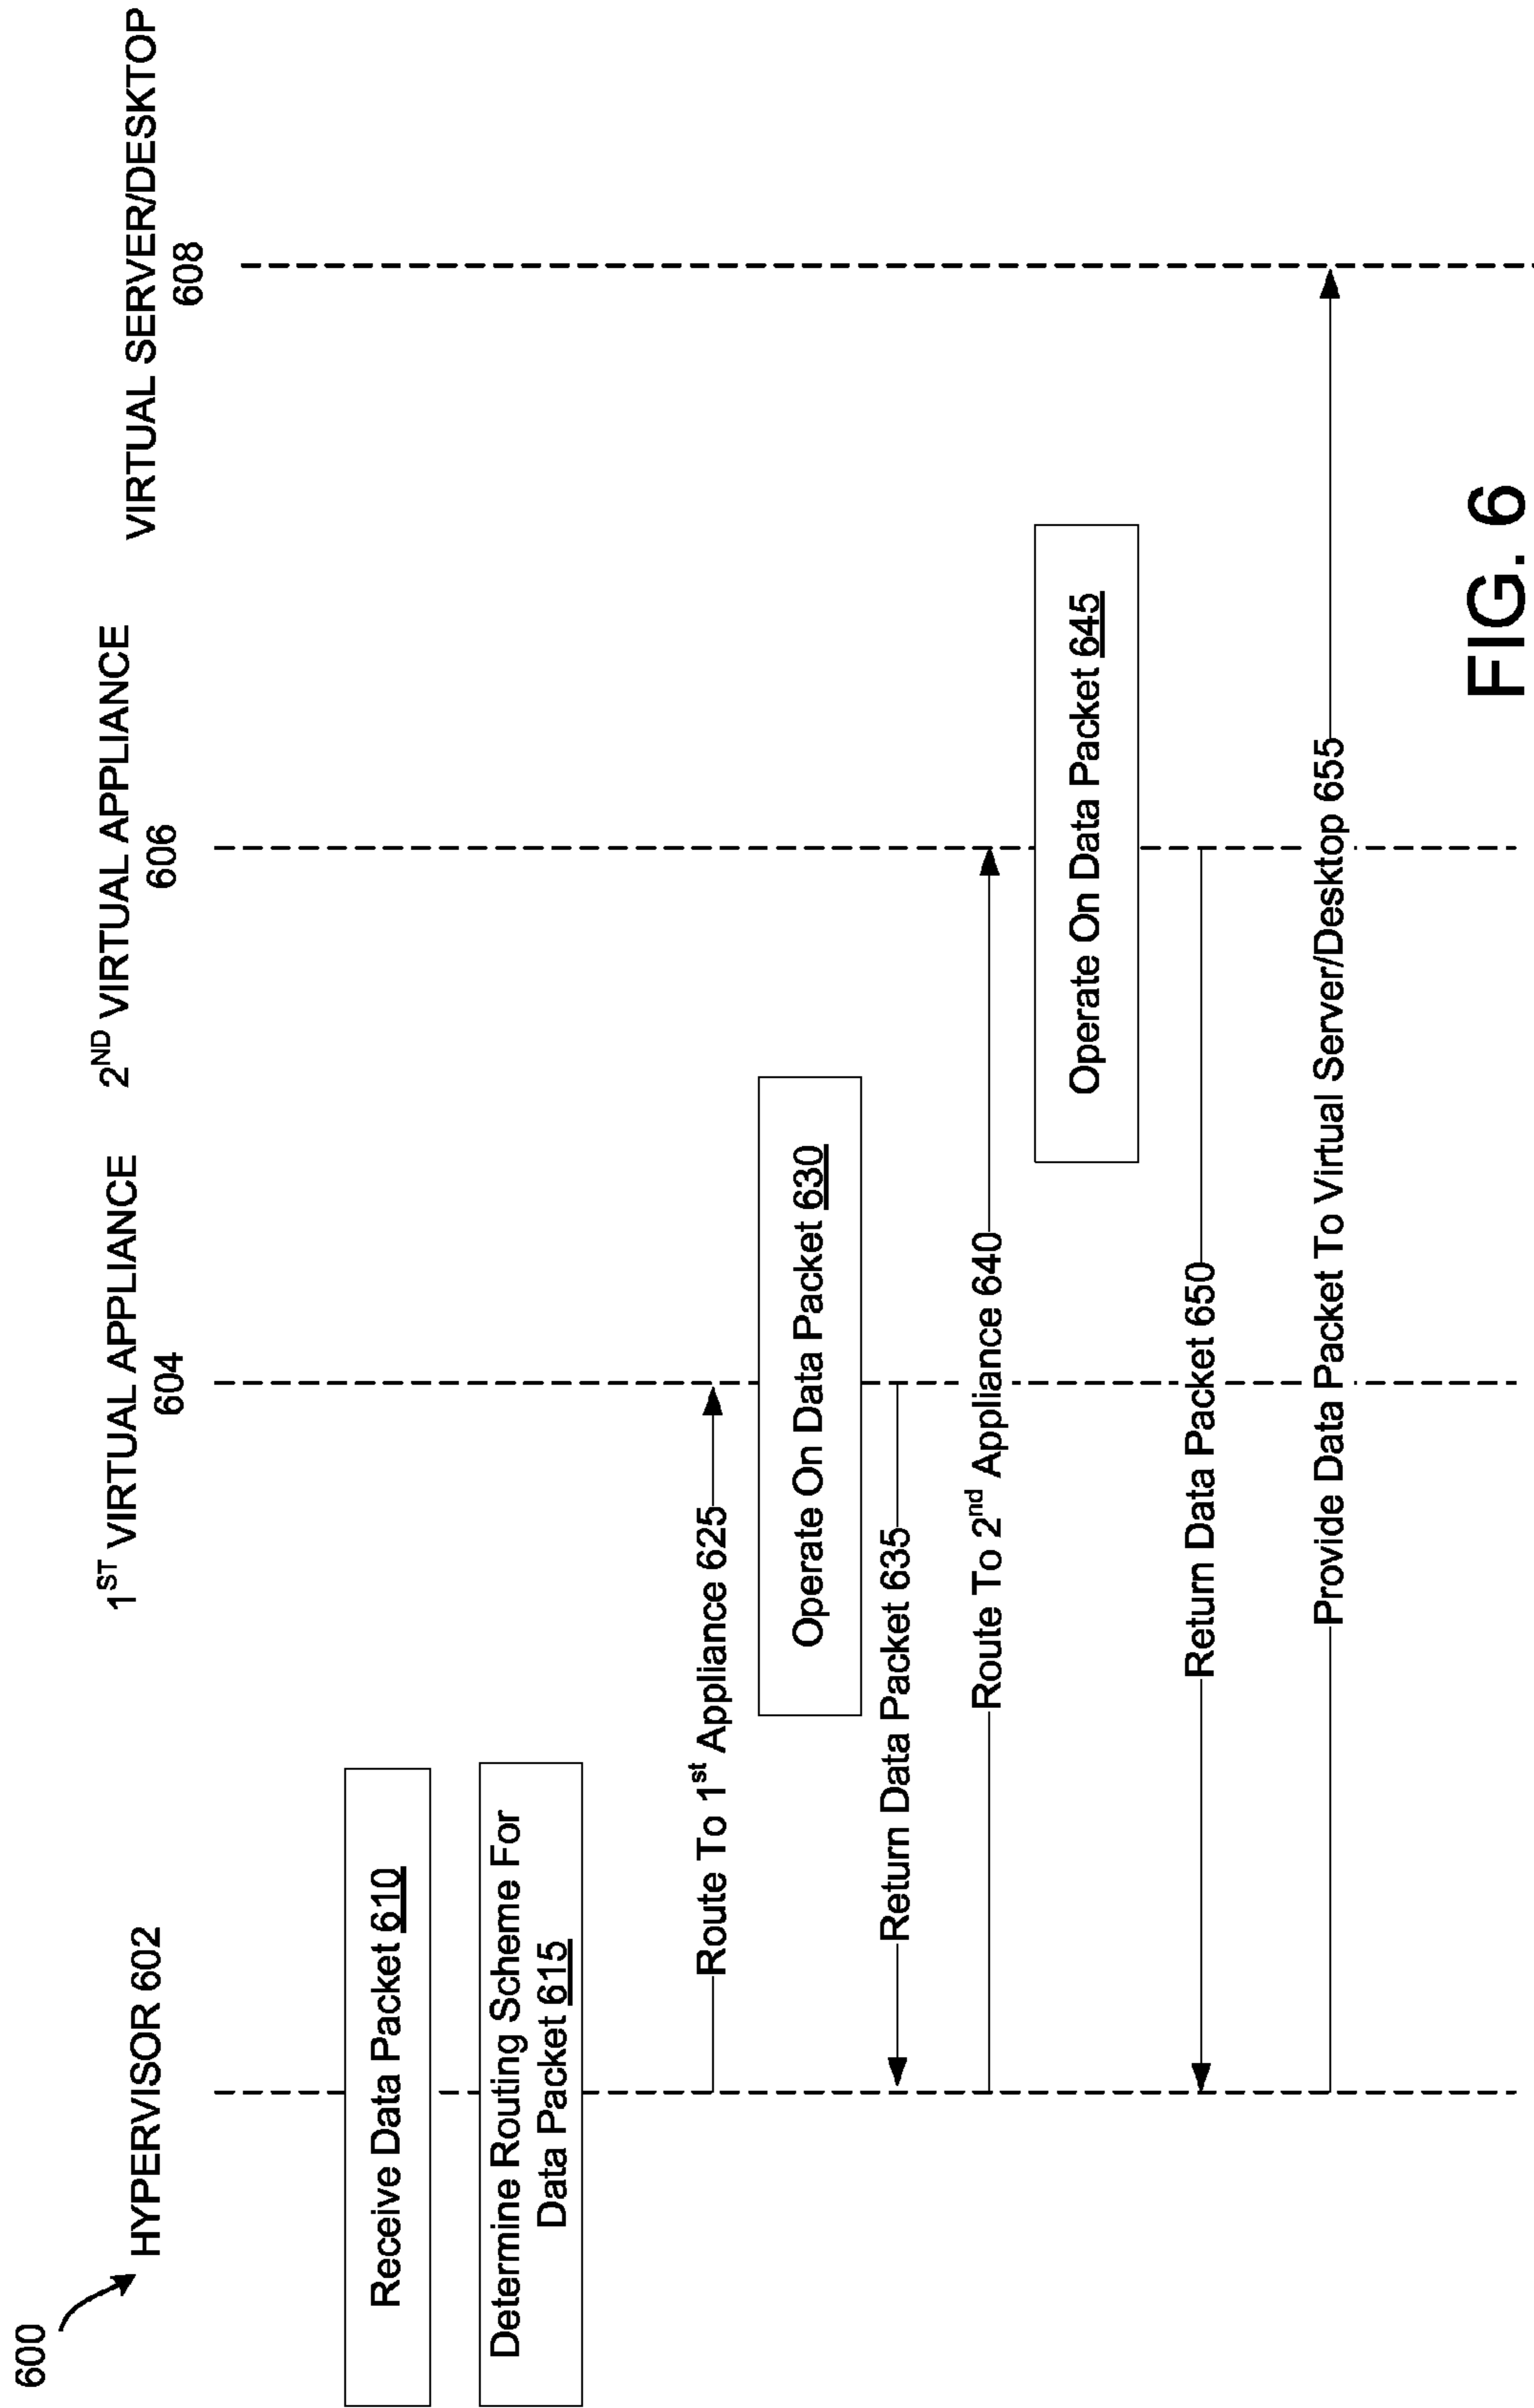 600
HYPERVISOR 602
1ST VIRTUAL APPLIANCE
604
2ND VIRTUAL APPLIANCE
606
VIRTUAL SERVER/DESKTOP
608
Receive Data Packet 610
Determine Routing Scheme For
Data Packet 615
Route To 1st Appliance 625
Operate On Data Packet 630
Return Data Packet 635
Route To 2nd Appliance 640
Operate On Data Packet 645
Return Data Packet 650
Provide Data Packet To Virtual Server/Desktop 655
FIG. 6